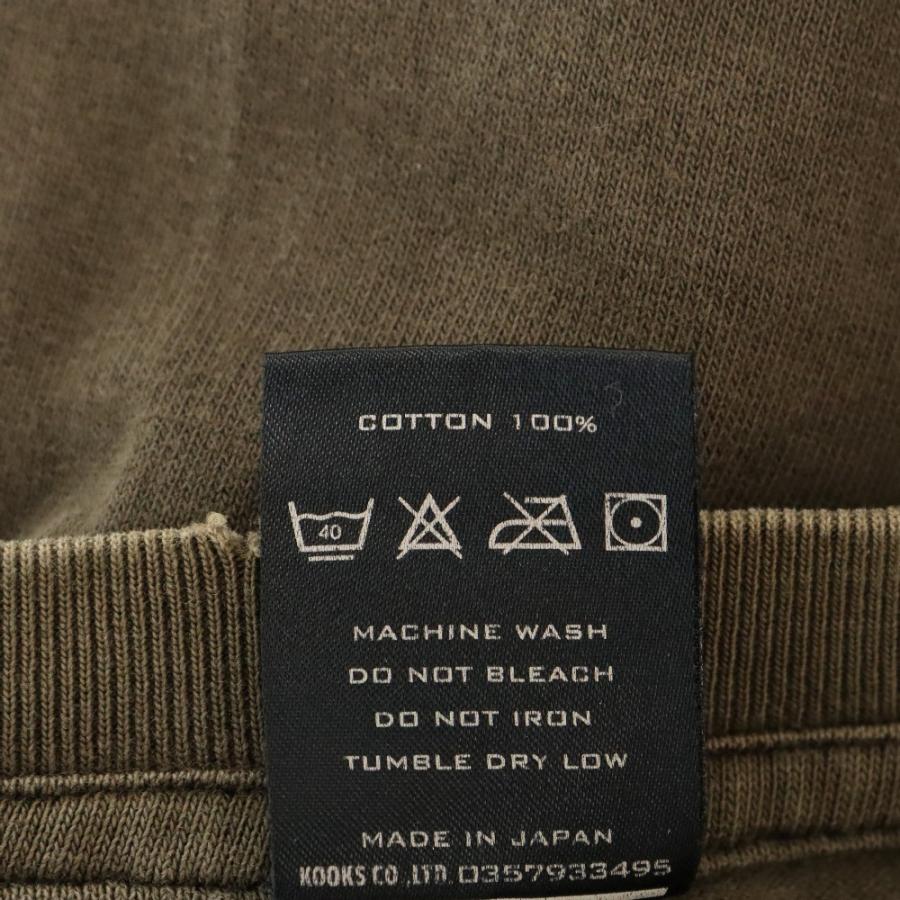 COTTON 100%
40
MACHINE WASH
DO NOT BLEACH
DO NOT IRON
TUMBLE DRY LOW
MADE IN JAPAN
KOOKS CO.,LTD. 0357933495